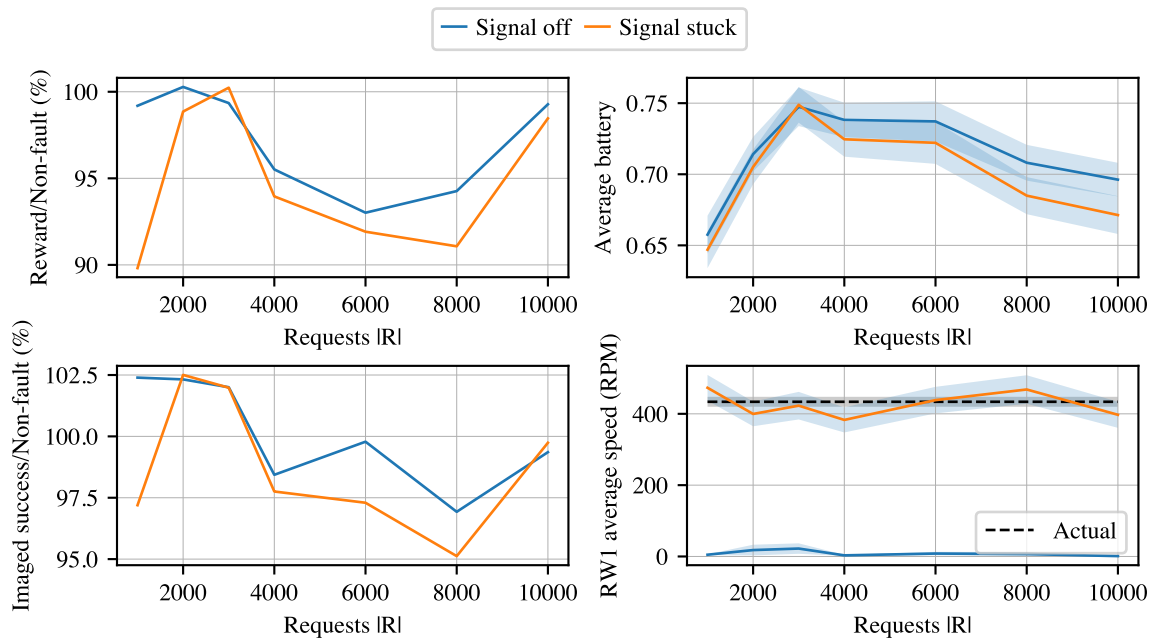 Signal off Signal stuck
Reward/Non-fault (%)
100
95
90
2000 4000 6000 8000 10000
Requests |R|
Average battery
0.75
0.70
0.65
2000 4000 6000 8000 10000
Requests |R|
Imaged success/Non-fault (%)
102.5
100.0
97.5
95.0
2000 4000 6000 8000 10000
Requests |R|
RW1 average speed (RPM)
400
200
0
Actual
2000 4000 6000 8000 10000
Requests |R|